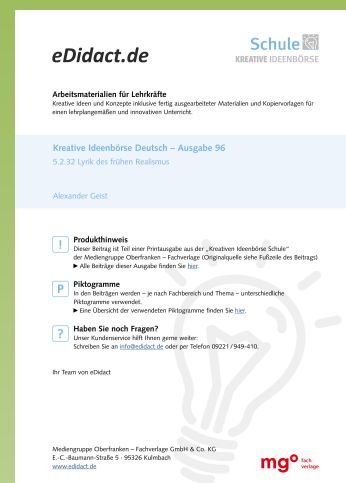 eDidact.de
Schule
KREATIVE IDEENBÖRSE
Arbeitsmaterialien für Lehrkräfte
Kreative Ideen und Konzepte inklusive fertig ausgearbeiteter Materialien und Kopiervorlagen für
einen lehrplangemäßen und innovativen Unterricht.
Kreative Ideenbörse Deutsch – Ausgabe 96
5.2.32 Lyrik des frühen Realismus
Alexander Geist
!
Produkthinweis
Dieser Beitrag ist Teil einer Printausgabe aus der „Kreativen Ideenbörse Schule“
der Mediengruppe Oberfranken – Fachverlage (Originalquelle siehe Fußzeile des Beitrags)
► Alle Beiträge dieser Ausgabe finden Sie hier.
P
Piktogramme
In den Beiträgen werden – je nach Fachbereich und Thema – unterschiedliche
Piktogramme verwendet.
► Eine Übersicht der verwendeten Piktogramme finden Sie hier.
?
Haben Sie noch Fragen?
Unser Kundenservice hilft Ihnen gerne weiter:
Schreiben Sie an info@edidact.de oder per Telefon 09221/949-410.
Ihr Team von eDidact
Mediengruppe Oberfranken – Fachverlage GmbH & Co. KG
E.-C.-Baumann-Straße 5 · 95326 Kulmbach
www.edidact.de
mgo fach
verlage